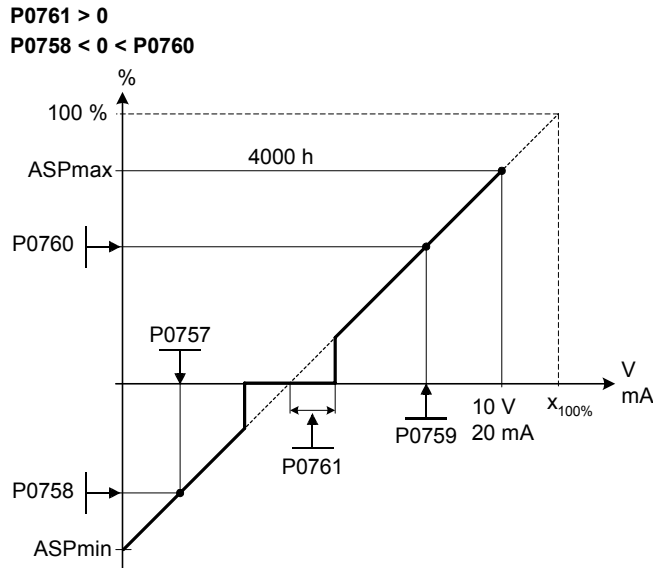 P0761 > 0
P0758 < 0 < P0760
%
100 %
4000 h
ASPmax
P0760
P0757
V
mA
10 V
20 mA
x100%
P0759
P0761
P0758
ASPmin